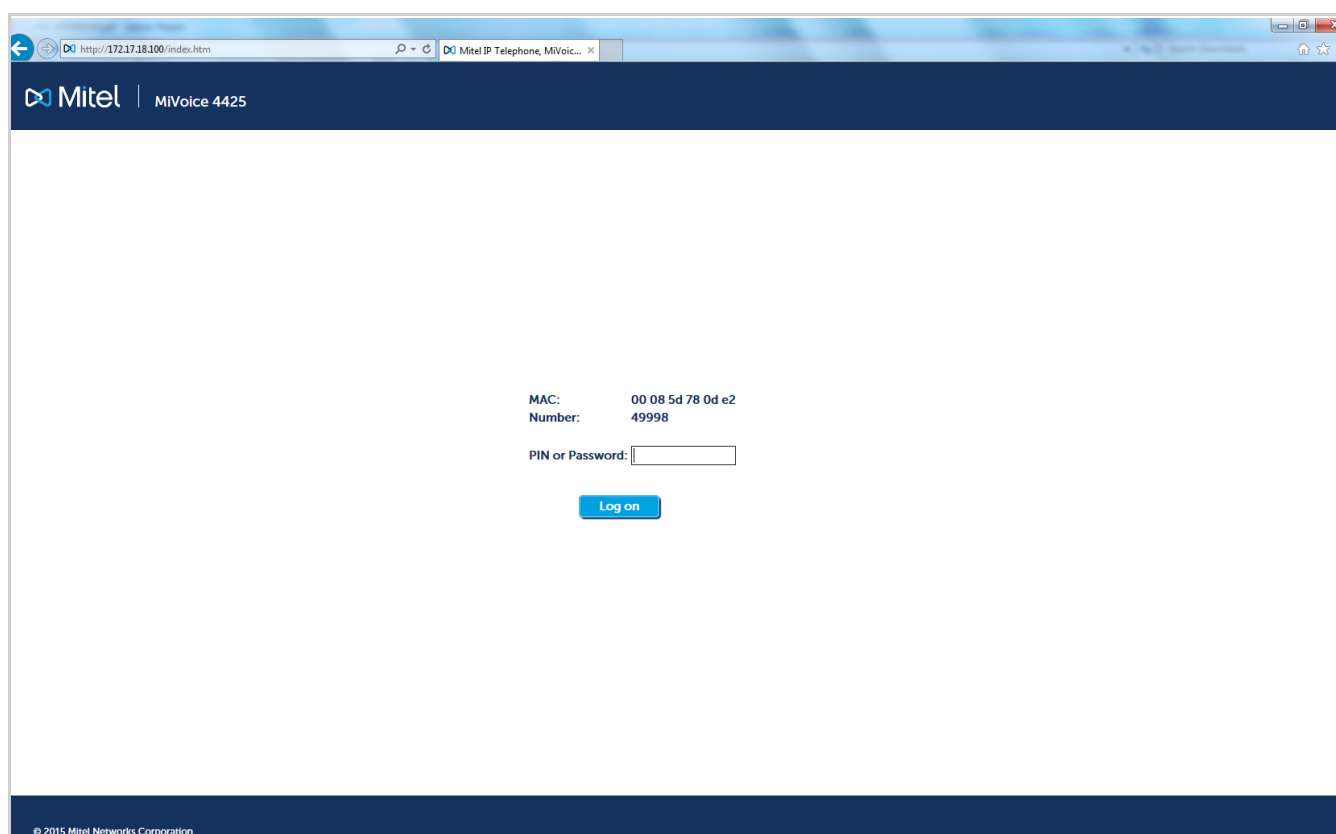 http://172.17.18.100/index.htm
Mitel IP Telephone, MiVoic...
Mitel | MiVoice 4425
MAC: 00 08 5d 78 0d e2
Number: 49998
PIN or Password:
Log on
© 2015 Mitel Networks Corporation